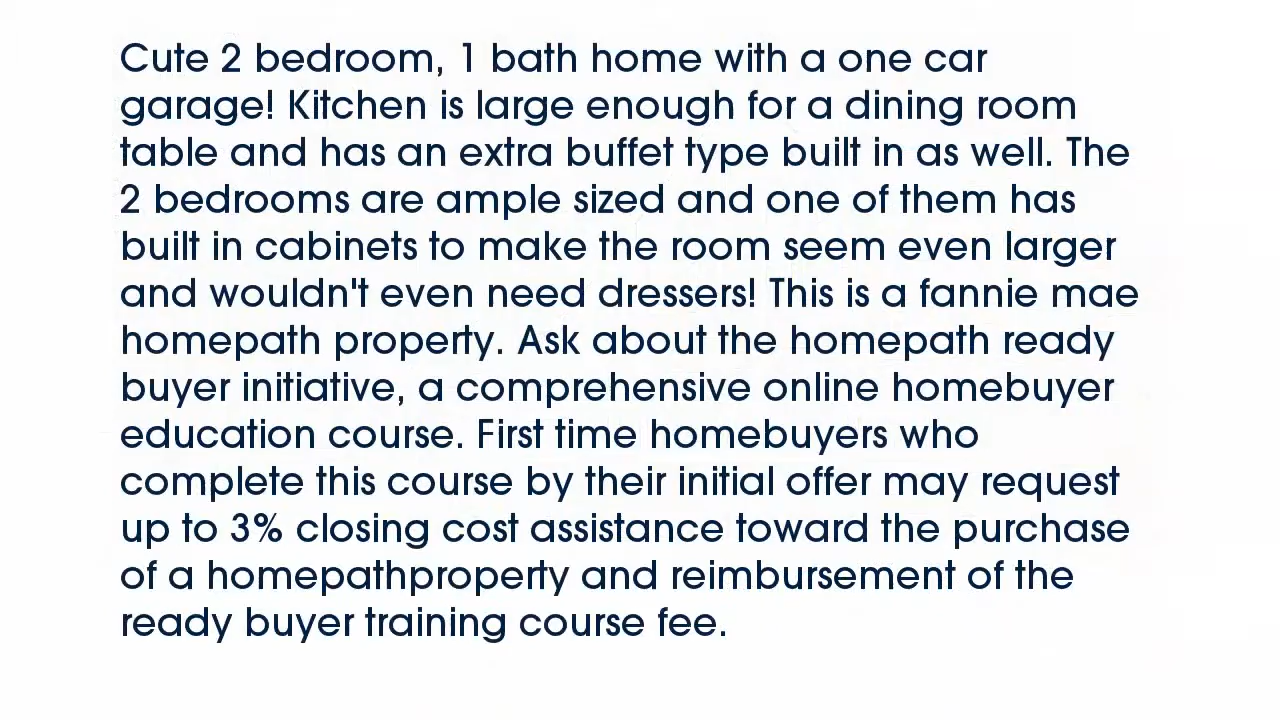 Cute 2 bedroom, 1 bath home with a one car
garage! Kitchen is large enough for a dining room
table and has an extra buffet type built in as well. The
2 bedrooms are ample sized and one of them has
built in cabinets to make the room seem even larger
and wouldn't even need dressers! This is a fannie mae
homepath property. Ask about the homepath ready
buyer initiative, a comprehensive online homebuyer
education course. First time homebuyers who
complete this course by their initial offer may request
up to 3% closing cost assistance toward the purchase
of a homepathproperty and reimbursement of the
ready buyer training course fee.